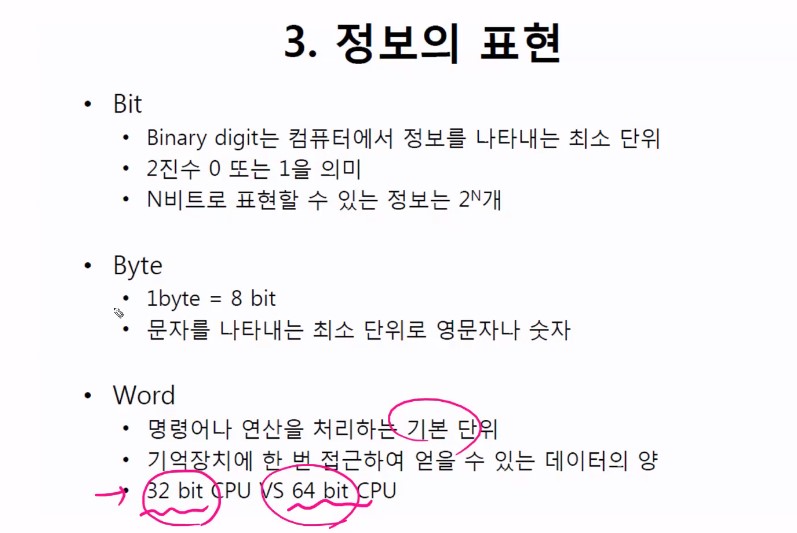 3. 정보의 표현
• Bit
• Binary digit는 컴퓨터에서 정보를 나타내는 최소 단위
• 2진수 0 또는 1을 의미
• N비트로 표현할 수 있는 정보는 2ᴺ개
• Byte
• 1byte = 8 bit
• 문자를 나타내는 최소 단위로 영문자나 숫자
• Word
• 명령어나 연산을 처리하는 기본 단위
• 기억장치에 한 번 접근하여 얻을 수 있는 데이터의 양
• 32 bit CPU VS 64 bit CPU